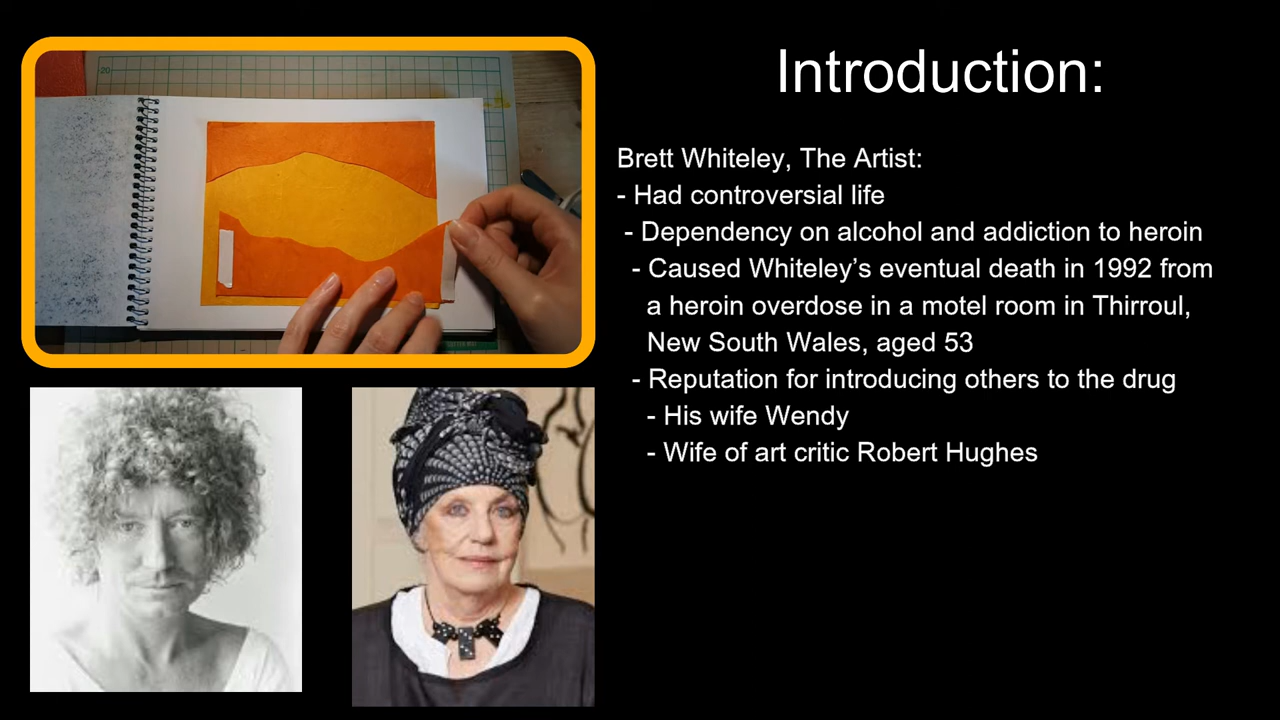 Introduction:
Brett Whiteley, The Artist:
- Had controversial life
- Dependency on alcohol and addiction to heroin
- Caused Whiteley’s eventual death in 1992 from
a heroin overdose in a motel room in Thirroul,
New South Wales, aged 53
- Reputation for introducing others to the drug
- His wife Wendy
- Wife of art critic Robert Hughes